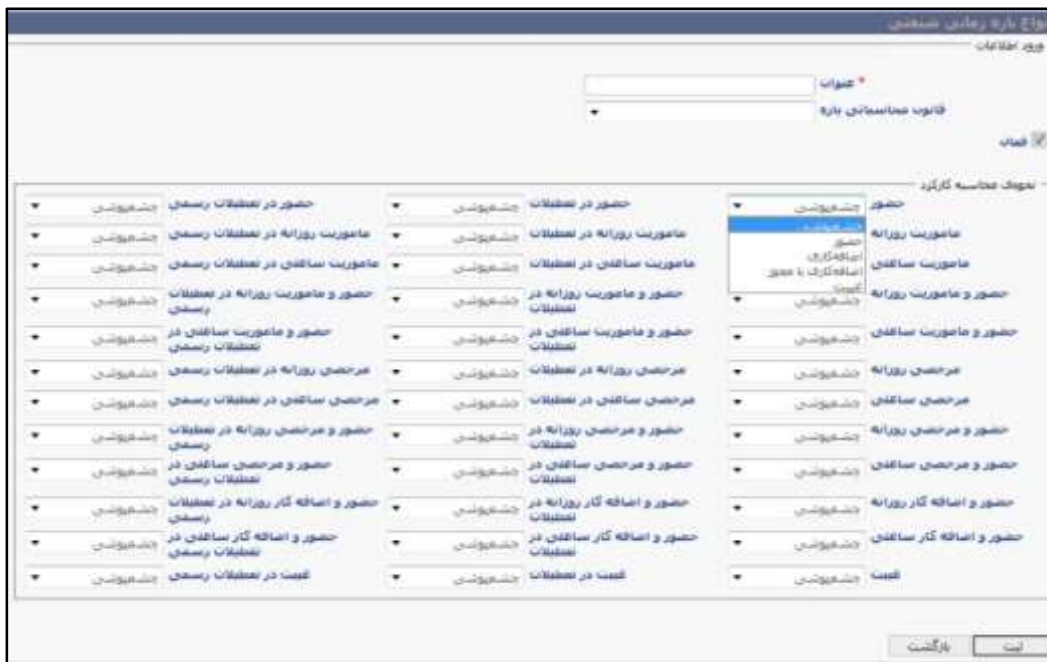 نواع بازه زمانی شیفتی
ورود اطلاعات
* عنوان
قانون محاسباتی بازه
فعال
نحوه‌ی محاسبه کارکرد
حضور چشم‌پوشی حضور در تعطیلات چشم‌پوشی حضور در تعطیلات رسمی چشم‌پوشی
چشم‌پوشی
حضور
اضافه‌کاری
اضافه‌کاری با مجوز
غیبت
ماموریت روزانه ماموریت روزانه در تعطیلات چشم‌پوشی ماموریت روزانه در تعطیلات رسمی چشم‌پوشی
ماموریت ساعتی ماموریت ساعتی در تعطیلات چشم‌پوشی ماموریت ساعتی در تعطیلات رسمی چشم‌پوشی
حضور و ماموریت روزانه چشم‌پوشی حضور و ماموریت روزانه در تعطیلات چشم‌پوشی حضور و ماموریت روزانه در تعطیلات رسمی چشم‌پوشی
حضور و ماموریت ساعتی چشم‌پوشی حضور و ماموریت ساعتی در تعطیلات چشم‌پوشی حضور و ماموریت ساعتی در تعطیلات رسمی چشم‌پوشی
مرخصی روزانه چشم‌پوشی مرخصی روزانه در تعطیلات چشم‌پوشی مرخصی روزانه در تعطیلات رسمی چشم‌پوشی
مرخصی ساعتی چشم‌پوشی مرخصی ساعتی در تعطیلات چشم‌پوشی مرخصی ساعتی در تعطیلات رسمی چشم‌پوشی
حضور و مرخصی روزانه چشم‌پوشی حضور و مرخصی روزانه در تعطیلات چشم‌پوشی حضور و مرخصی روزانه در تعطیلات رسمی چشم‌پوشی
حضور و مرخصی ساعتی چشم‌پوشی حضور و مرخصی ساعتی در تعطیلات چشم‌پوشی حضور و مرخصی ساعتی در تعطیلات رسمی چشم‌پوشی
حضور و اضافه کار روزانه چشم‌پوشی حضور و اضافه کار روزانه در تعطیلات چشم‌پوشی حضور و اضافه کار روزانه در تعطیلات رسمی چشم‌پوشی
حضور و اضافه کار ساعتی چشم‌پوشی حضور و اضافه کار ساعتی در تعطیلات چشم‌پوشی حضور و اضافه کار ساعتی در تعطیلات رسمی چشم‌پوشی
غیبت چشم‌پوشی غیبت در تعطیلات چشم‌پوشی غیبت در تعطیلات رسمی چشم‌پوشی
ثبت بازگشت